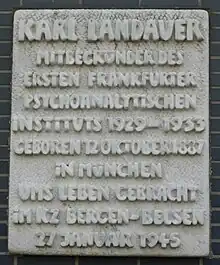 KARL LANDAUER
MITBEGRÜNDER DES
ERSTEN FRANKFURTER
PSYCHOANALYTISCHEN
INSTITUTS 1929-1933
GEBOREN 12 OKTOBER 1887
IN MÜNCHEN
UMS LEBEN GEBRACHT
in KZ BERGEN-BELSEN
27 JANUAR 1945